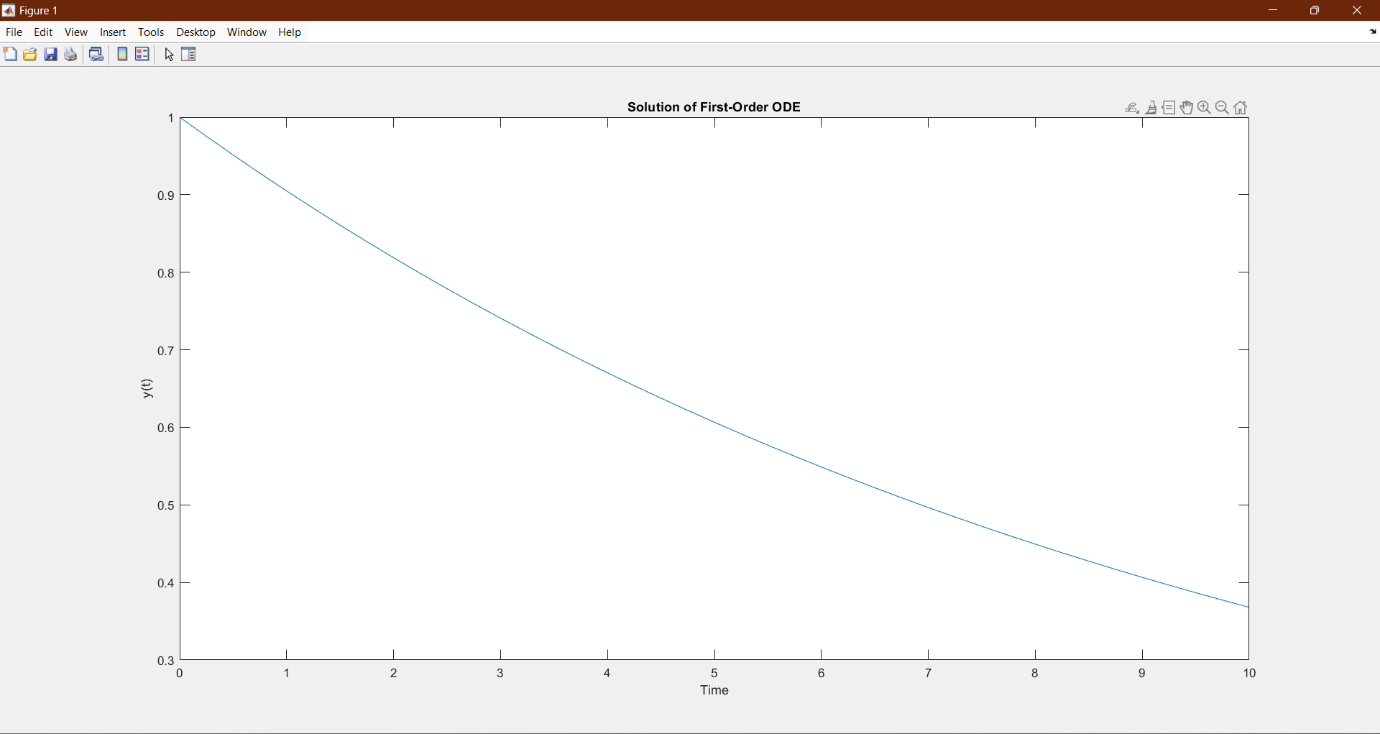 Figure 1
File Edit View Insert Tools Desktop Window Help
Solution of First-Order ODE
1
0.9
0.8
0.7
y(t)
0.6
0.5
0.4
0.3
0 1 2 3 4 5 6 7 8 9 10
Time